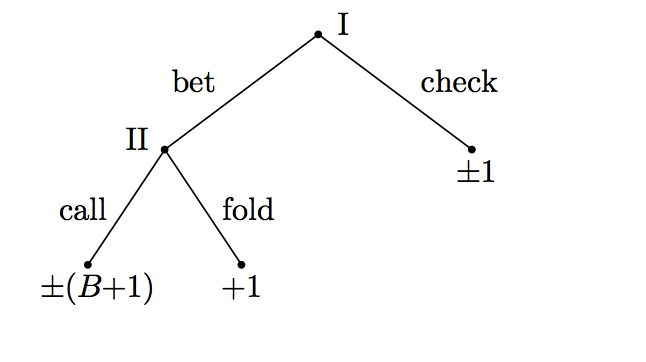 I
bet
check
II
±1
call
fold
±(B+1)
+1